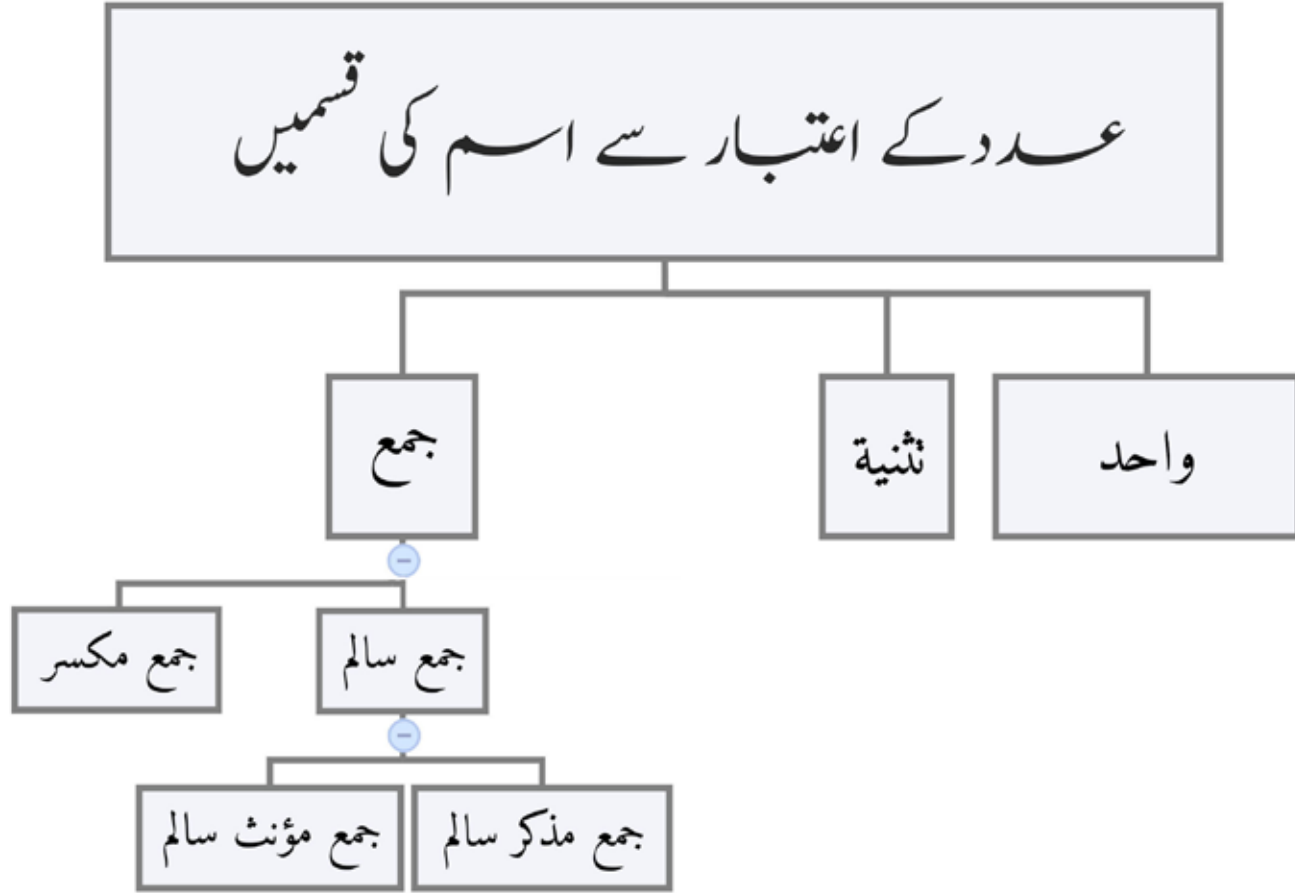 عدد کے اعتبار سے اسم کی قسمیں
واحد
تثنية
جمع
جمع سالم
جمع مکسر
جمع مذکر سالم
جمع مؤنث سالم